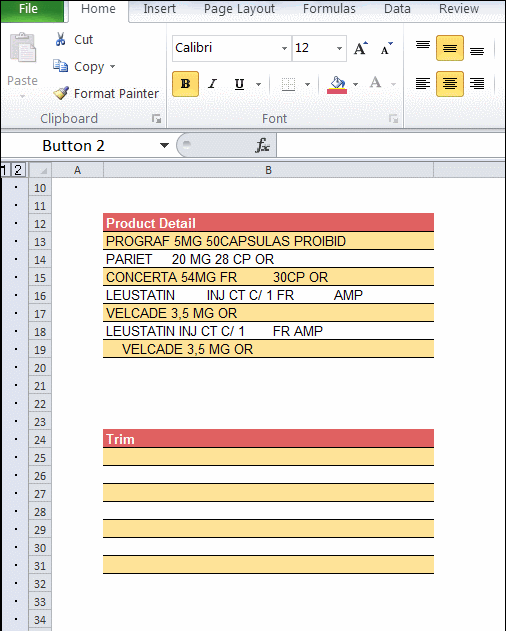 File Home Insert Page Layout Formulas Data Review
Cut
Calibri 12 A A
Copy
Paste
Format Painter
B I U A
Clipboard Font
Button 2 fx
1 2 A B
10
11
12 Product Detail
13 PROGRAF 5MG 50CAPSULAS PROIBID
14 PARIET      20 MG 28 CP OR
15 CONCERTA 54MG FR          30CP OR
16 LEUSTATIN         INJ CT C/ 1 FR           AMP
17 VELCADE 3,5 MG OR
18 LEUSTATIN INJ CT C/ 1        FR AMP
19     VELCADE 3,5 MG OR
20
21
22
23
24 Trim
25
26
27
28
29
30
31
32
33
34